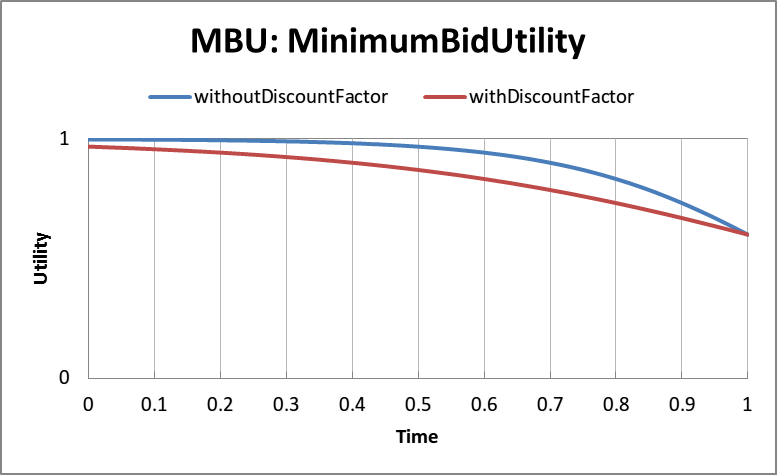 MBU: MinimumBidUtility
withoutDiscountFactor withDiscountFactor
1
Utility
0
0 0.1 0.2 0.3 0.4 0.5 0.6 0.7 0.8 0.9 1
Time